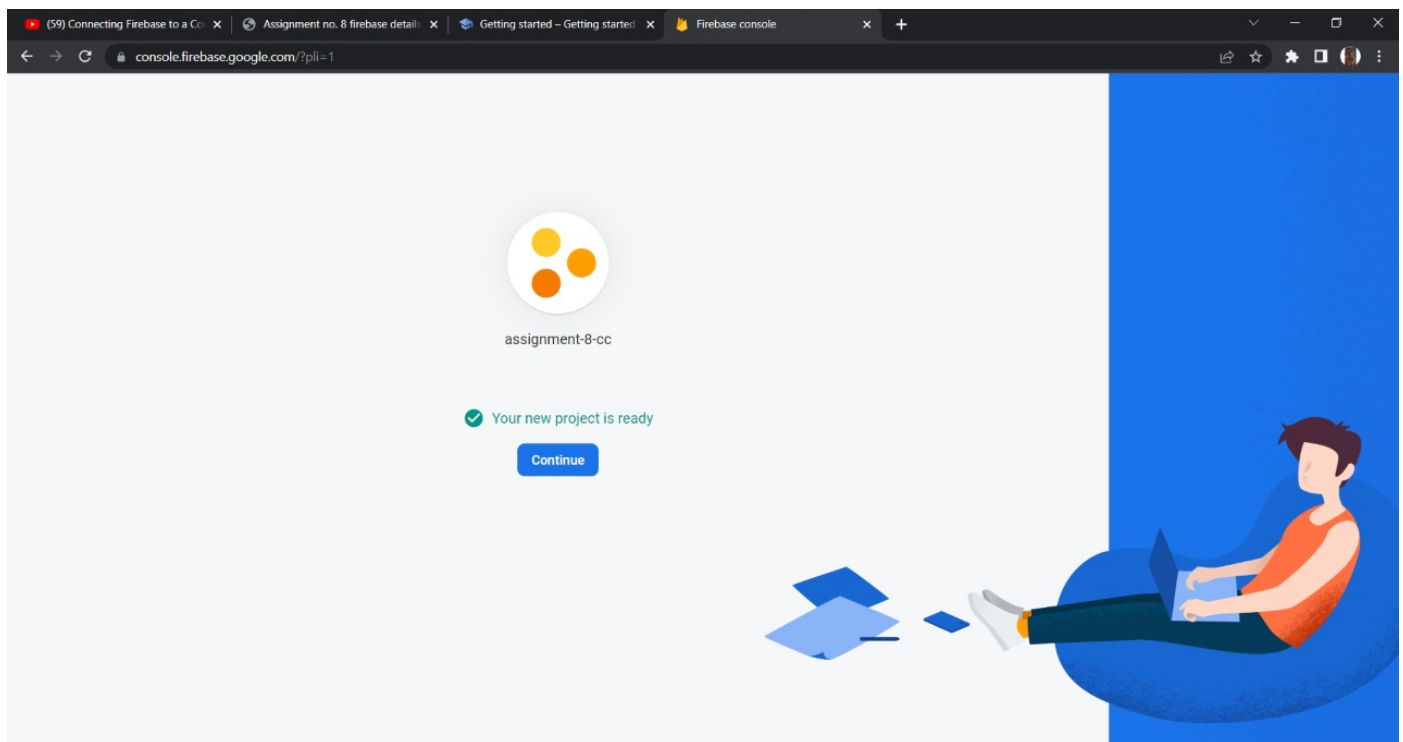 (59) Connecting Firebase to a Co
Assignment no. 8 firebase details
Getting started – Getting started
Firebase console
console.firebase.google.com/?pli=1
assignment-8-cc
Your new project is ready
Continue